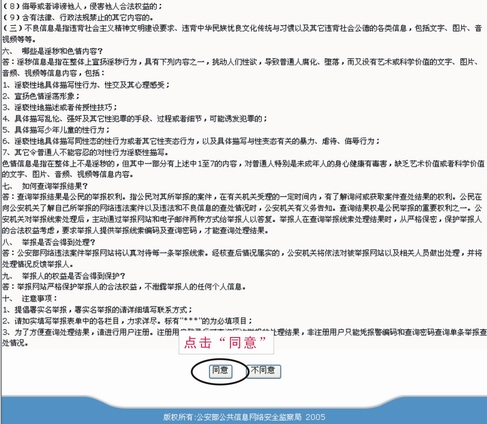 (8)侮辱或者诽谤他人,侵害他人合法权益的;
(9)含有法律、行政法规禁止的其它内容的。
(三)不良信息是指违背社会主义精神文明建设要求、违背中华民族优良文化传统与习惯以及其它违背社会公德的各类信息,包括文字、图片、音
视频等等。
六、 哪些是淫秽和色情内容?
答:淫秽信息是指在整体上宣扬淫秽行为,具有下列内容之一,挑动人们性欲,导致普通人腐化、堕落,而又没有艺术或科学价值的文字、图片、
音频、视频等信息内容,包括:
1、淫亵性地具体描写性行为、性交及其心理感受;
2、宣扬色情淫荡形象;
3、淫亵性地描述或者传授性技巧;
4、具体描写乱伦、强奸及其它性犯罪的手段、过程或者细节,可能诱发犯罪的;
5、具体描写少年儿童的性行为;
6、淫亵性地具体描写同性恋的性行为或者其它性变态行为,以及具体描写与性变态有关的暴力、虐待、侮辱行为;
7、其它令普通人不能容忍的对性行为淫亵性描写。
色情信息是指在整体上不是淫秽的,但其中一部分有上述中1至7的内容,对普通人特别是未成年人的身心健康有毒害,缺乏艺术价值或者科学价值
的文字、图片、音频、视频等信息内容。
七、 如何查询举报结果?
答:查询举报结果是公民的举报权利。指公民对其所举报的案件,在有关机关受理的一定时间内,有了解询问或获取案件查处结果的权利。公民在
向公安机关了解自己所举报的网络违法案件以及违法和不良信息的查处情况时,公安机关有义务告知。查询结果权是公民举报的重要权利之一。公
安机关对举报线索处理后,主动通过举报网站和电子邮件两种方式给举报人以答复。举报人在查询举报线索处理结果时,从严格保密,保护举报人
的合法权益考虑,要求举报人提供举报线索编码及查询密码,才能查询处理结果。
八、 举报是否会得到处理?
答:公安部网络违法案件举报网站将认真对待每一条举报线索。经核查后情况属实的,公安机关将依法对被举报网站以及相关人员做出处理,并将
处理情况反馈举报人。
九、 举报人的权益是否会得到保护?
答:举报网站严格保护举报人的合法权益,不泄露举报人的任何个人信息。
十、 注意事项:
1、提倡署实名举报,署实名举报的请详细填写联系方式;
2、请如实填写举报表单中的各栏目,力求详尽。标有"***"的为必填项目;
3、为了方便查询处理结果,请进行用户注册。注册用户处理结果,非注册用户只能凭报警编码和查询密码查询单条举报查
处情况。
点击“同意”
同意 不同意
版权所有:公安部公共信息网络安全监察局 2005